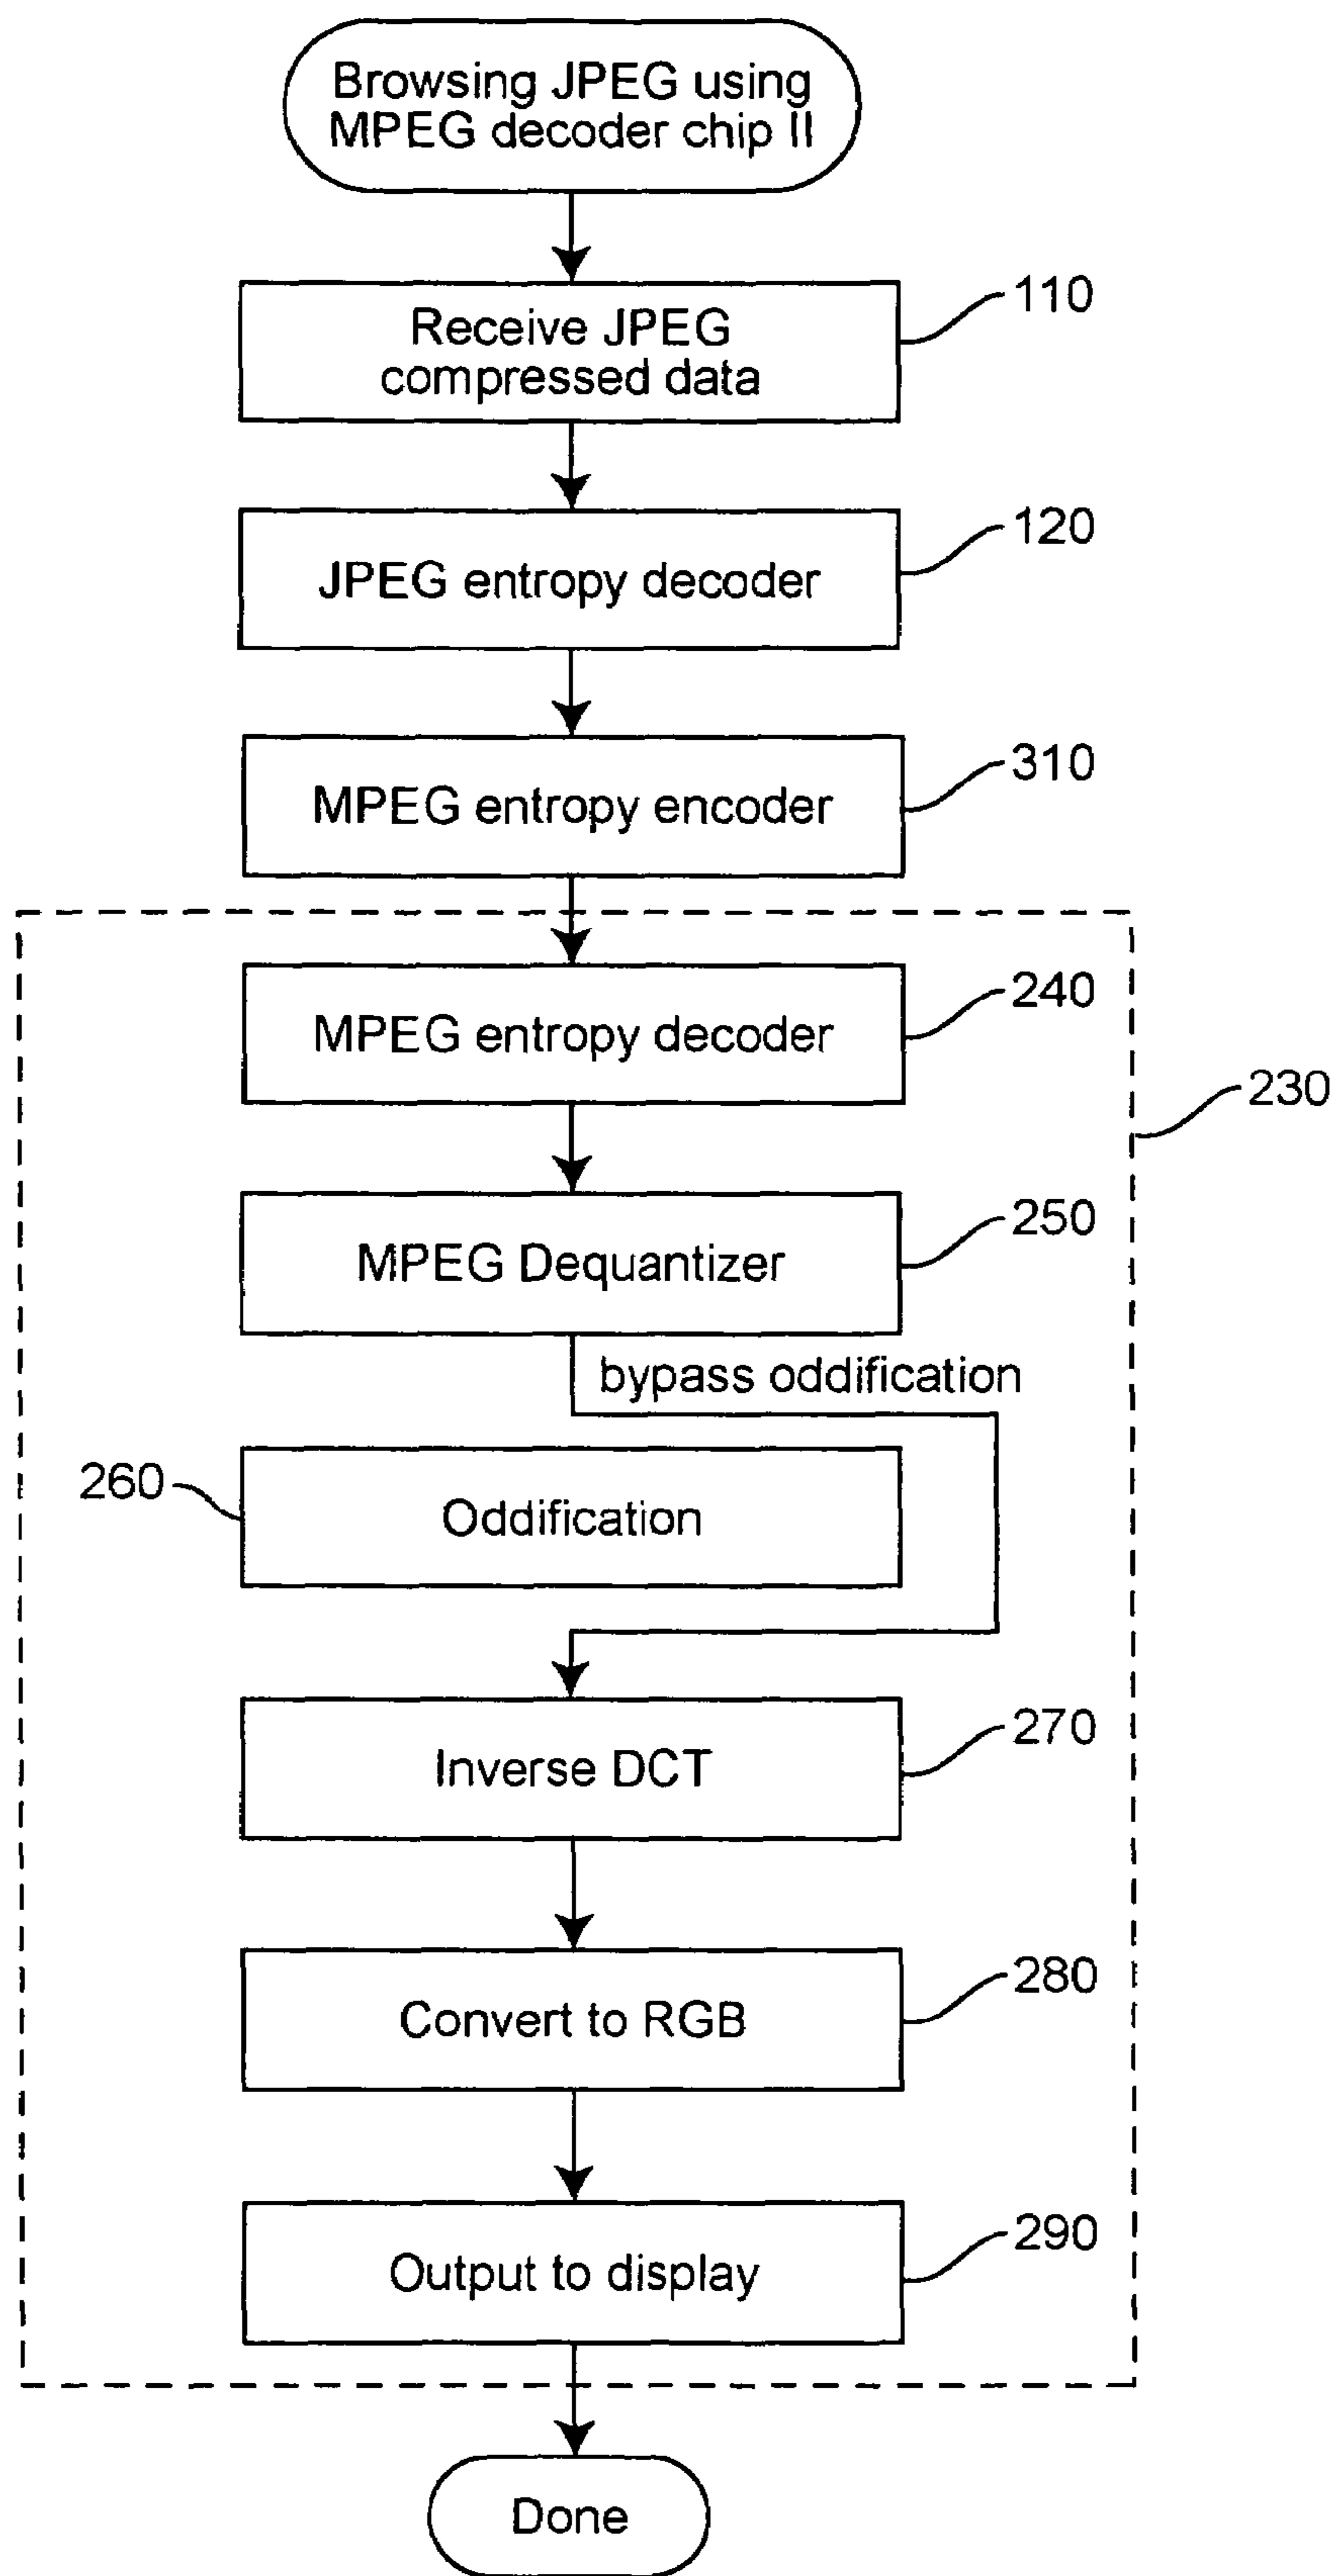 Browsing JPEG using
MPEG decoder chip II
110
Receive JPEG
compressed data
120
JPEG entropy decoder
310
MPEG entropy encoder
240
MPEG entropy decoder
230
250
MPEG Dequantizer
bypass oddification
260
Oddification
270
Inverse DCT
280
Convert to RGB
290
Output to display
Done